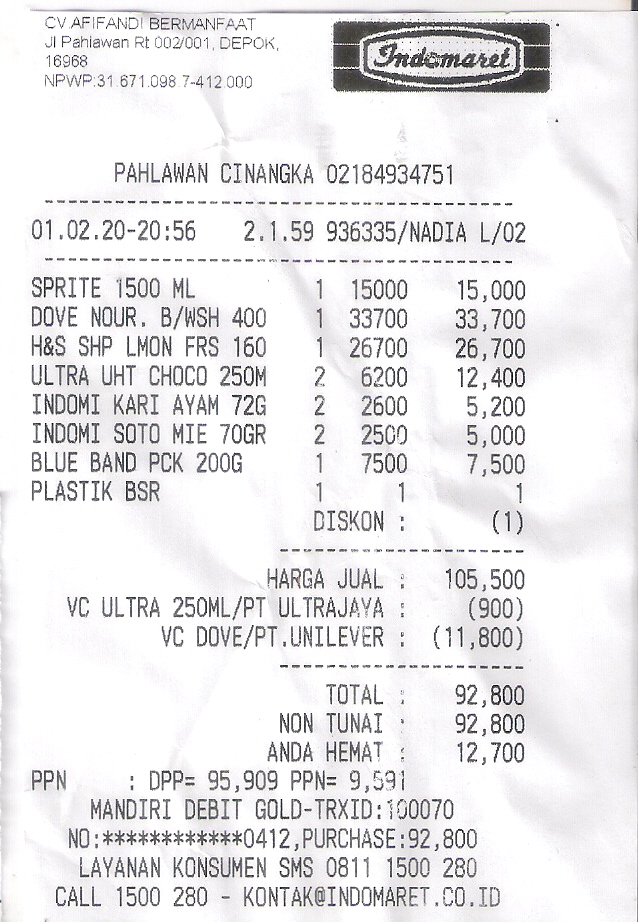 CV AFIFANDI BERMANFAAT
Jl Pahlawan Rt 002/001, DEPOK,
16968
NPWP:31.671.098.7-412.000
Indomaret
PAHLAWAN CINANGKA 02184934751
01.02.20-20:56 2.1.59 936335/NADIA L/02
SPRITE 1500 ML 1 15000 15,000
DOVE NOUR. B/WSH 400 1 33700 33,700
H&S SHP LMON FRS 160 1 26700 26,700
ULTRA UHT CHOCO 250M 2 6200 12,400
INDOMI KARI AYAM 72G 2 2600 5,200
INDOMI SOTO MIE 70GR 2 2500 5,000
BLUE BAND PCK 200G 1 7500 7,500
PLASTIK BSR 1 1 1
DISKON : (1)
HARGA JUAL : 105,500
VC ULTRA 250ML/PT ULTRAJAYA : (900)
VC DOVE/PT.UNILEVER : (11,800)
TOTAL : 92,800
NON TUNAI : 92,800
ANDA HEMAT : 12,700
PPN : DPP= 95,909 PPN= 9,591
MANDIRI DEBIT GOLD-TRXID:100070
NO:************0412,PURCHASE:92,800
LAYANAN KONSUMEN SMS 0811 1500 280
CALL 1500 280 - KONTAK@INDOMARET.CO.ID